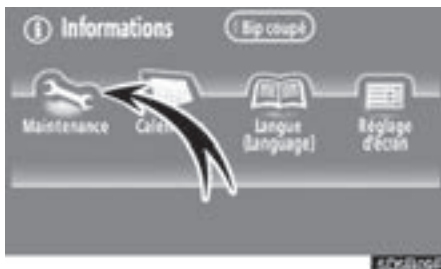 Informations
Bip coupé
Maintenance
Langue
(Language)
Réglage
d'écran